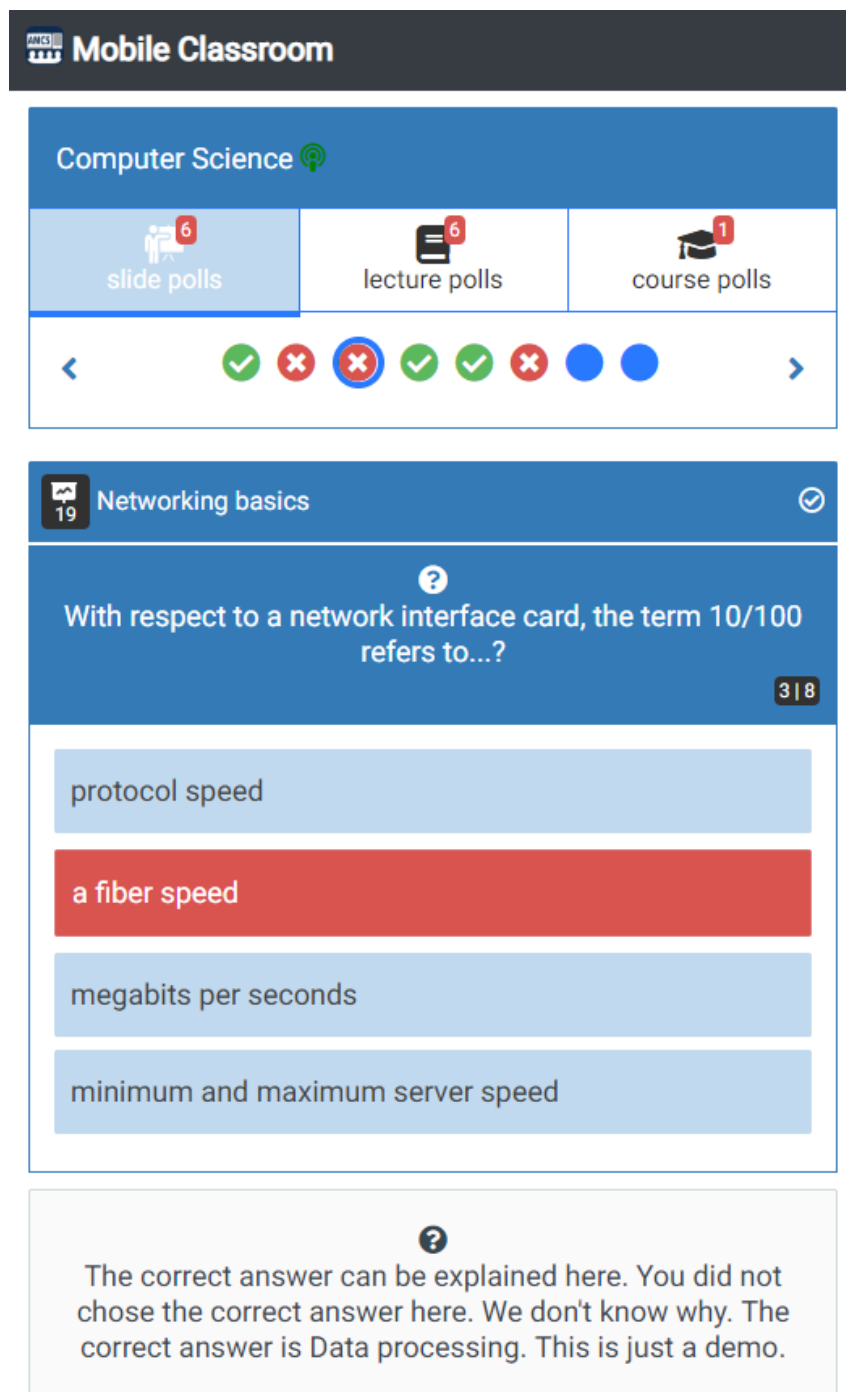 ANCS
Mobile Classroom
Computer Science
6
slide polls
6
lecture polls
1
course polls
19
Networking basics
With respect to a network interface card, the term 10/100
refers to...?
3|8
protocol speed
a fiber speed
megabits per seconds
minimum and maximum server speed
The correct answer can be explained here. You did not
chose the correct answer here. We don't know why. The
correct answer is Data processing. This is just a demo.